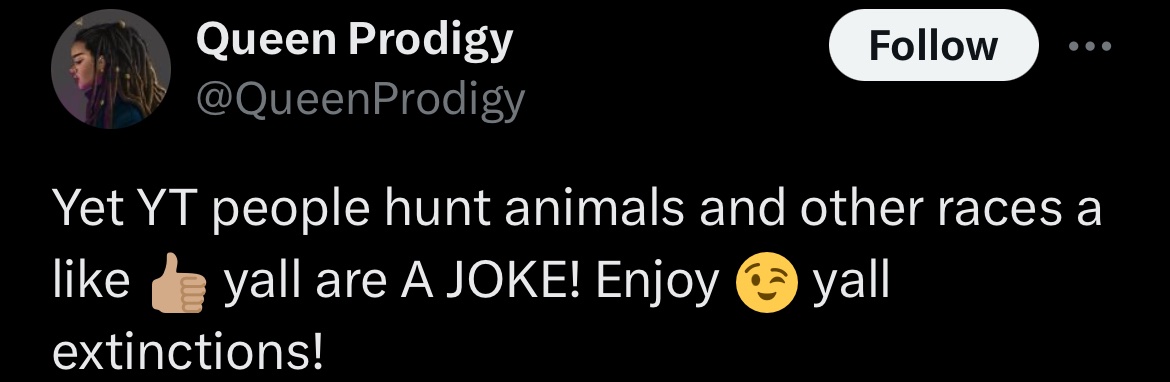 Queen Prodigy
Follow
@QueenProdigy
Yet YT people hunt animals and other races a
like 👍🏼 yall are A JOKE! Enjoy 😉 yall
extinctions!